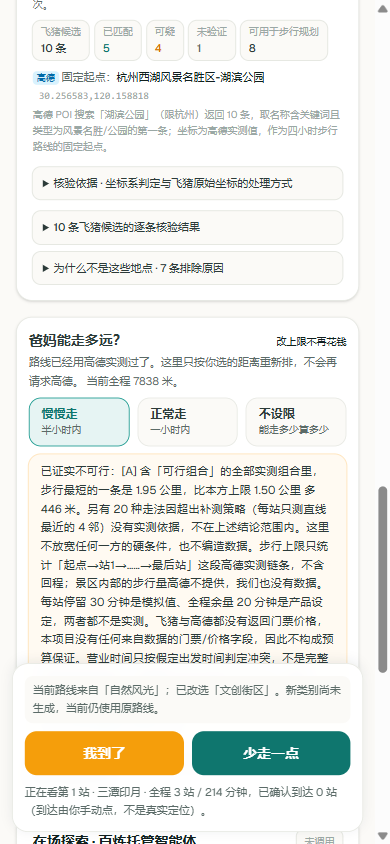 次。
飞猪候选 已匹配 可疑 未验证 可用于步行规划
10 条 5 4 1 8
高德 固定起点：杭州西湖风景名胜区-湖滨公园
30.256583,120.158818
高德 POI 搜索「湖滨公园」（限杭州）返回 10 条，取名称含关键词且
类型为风景名胜/公园的第一条；坐标为高德实测值，作为四小时步行
路线的固定起点。
▶ 核验依据 · 坐标系判定与飞猪原始坐标的处理方式
▶ 10 条飞猪候选的逐条核验结果
▶ 为什么不是这些地点 · 7 条排除原因
爸妈能走多远？ 改上限不再花钱
路线已经用高德实测过了。这里只按你选的距离重新排，不会再
请求高德。 当前全程 7838 米。
慢慢走 正常走 不设限
半小时内 一小时内 能走多少算多少
已证实不可行：[A] 含「可行组合」的全部实测组合里，
步行最短的一条是 1.95 公里，比本方上限 1.50 公里 多
446 米。另有 20 种走法因超出补测策略（每站只测直线
最近的 4 邻）没有实测依据，不在上述结论范围内。这里
不放宽任何一方的硬条件，也不编造数据。步行上限只统
计「起点→站1→……→最后站」这段高德实测链条，不含
回程；景区内部的步行量高德不提供，我们也没有数据。
每站停留 30 分钟是模拟值、全程余量 20 分钟是产品设
定，两者都不是实测。飞猪与高德都没有返回门票价格，
本项目没有任何来自数据的门票/价格字段，因此不构成预
算保证。营业时间只按假定出发时间判定冲突，不是完整
当前路线来自「自然风光」；已改选「文创街区」。新类别尚未
生成，当前仍使用原路线。
我到了 少走一点
正在看第 1 站 · 三潭印月 · 全程 3 站 / 214 分钟，已确认到达 0 站
（到达由你手动点，不是真实定位）。
在场探索 · 百炼托管智能体 未调用